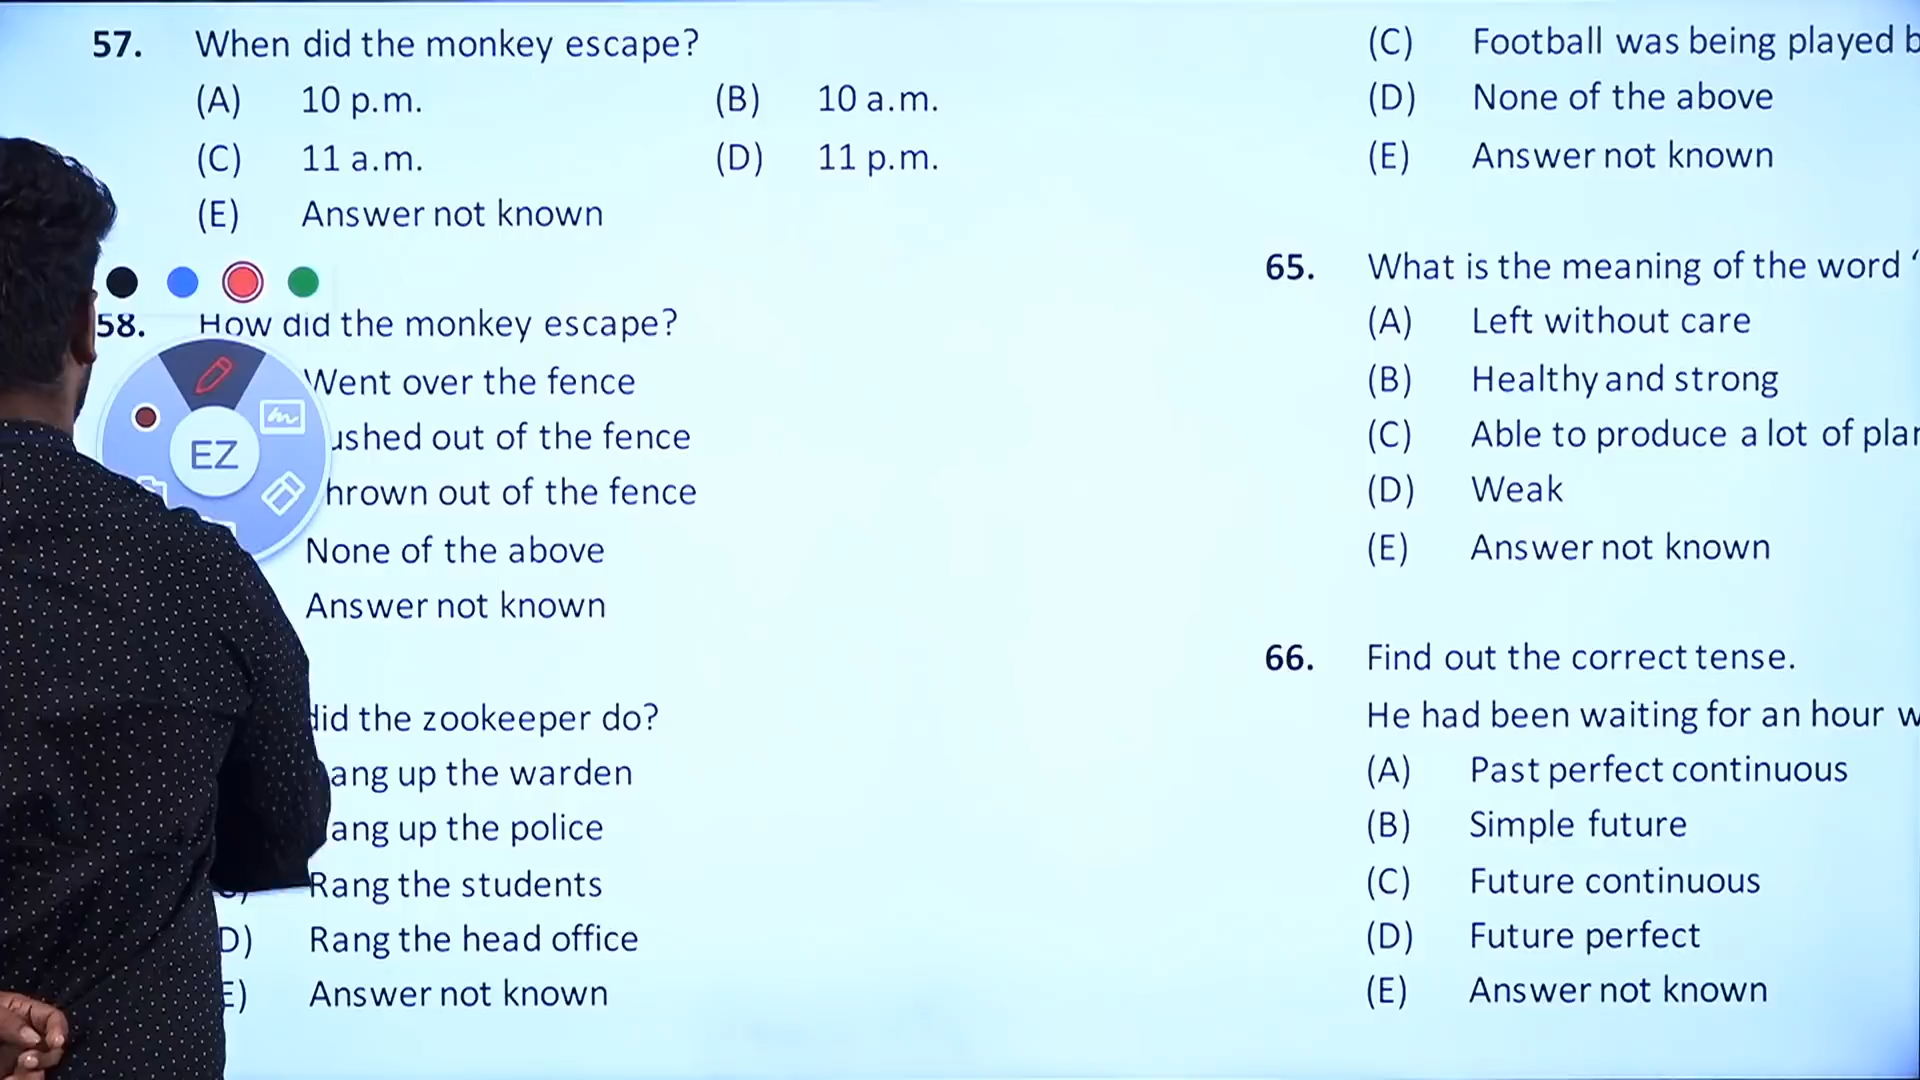 57. When did the monkey escape?
(A) 10 p.m. (B) 10 a.m.
(C) 11 a.m. (D) 11 p.m.
(E) Answer not known
58. How did the monkey escape?
Went over the fence
out of the fence
out of the fence
None of the above
Answer not known
EZ
did the zookeeper do?
up the warden
up the police
Rang the students
D) Rang the head office
E) Answer not known
(C) Football was being played
(D) None of the above
(E) Answer not known
65. What is the meaning of the word ‘
(A) Left without care
(B) Healthy and strong
(C) Able to produce a lot of
(D) Weak
(E) Answer not known
66. Find out the correct tense.
He had been waiting for an hour
(A) Past perfect continuous
(B) Simple future
(C) Future continuous
(D) Future perfect
(E) Answer not known